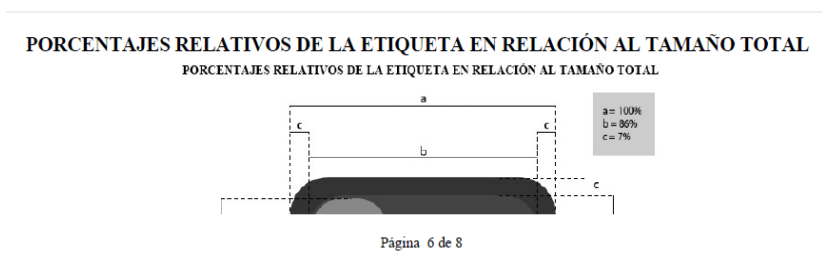 PORCENTAJES RELATIVOS DE LA ETIQUETA EN RELACIÓN AL TAMAÑO TOTAL
PORCENTAJES RELATIVOS DE LA ETIQUETA EN RELACIÓN AL TAMAÑO TOTAL
a
a = 100%
b = 86%
c = 7%
c
c
b
c
Página 6 de 8